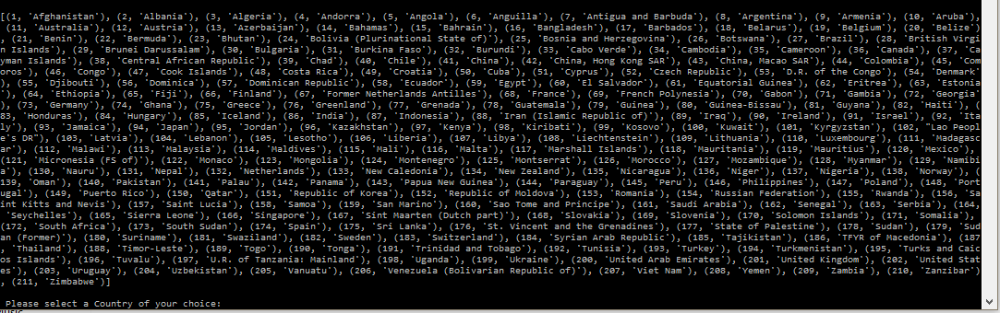 [(1, 'Afghanistan'), (2, 'Albania'), (3, 'Algeria'), (4, 'Andorra'), (5, 'Angola'), (6, 'Anguilla'), (7, 'Antigua and Barbuda'), (8, 'Argentina'), (9, 'Armenia'), (10, 'Aruba'),
(11, 'Australia'), (12, 'Austria'), (13, 'Azerbaijan'), (14, 'Bahamas'), (15, 'Bahrain'), (16, 'Bangladesh'), (17, 'Barbados'), (18, 'Belarus'), (19, 'Belgium'), (20, 'Belize')
, (21, 'Benin'), (22, 'Bermuda'), (23, 'Bhutan'), (24, 'Bolivia (Plurinational State of)'), (25, 'Bosnia and Herzegovina'), (26, 'Botswana'), (27, 'Brazil'), (28, 'British Virgi
n Islands'), (29, 'Brunei Darussalam'), (30, 'Bulgaria'), (31, 'Burkina Faso'), (32, 'Burundi'), (33, 'Cabo Verde'), (34, 'Cambodia'), (35, 'Cameroon'), (36, 'Canada'), (37, 'Ca
yman Islands'), (38, 'Central African Republic'), (39, 'Chad'), (40, 'Chile'), (41, 'China'), (42, 'China, Hong Kong SAR'), (43, 'China, Macao SAR'), (44, 'Colombia'), (45, 'Com
oros'), (46, 'Congo'), (47, 'Cook Islands'), (48, 'Costa Rica'), (49, 'Croatia'), (50, 'Cuba'), (51, 'Cyprus'), (52, 'Czech Republic'), (53, 'D.R. of the Congo'), (54, 'Denmark'
), (55, 'Djibouti'), (56, 'Dominica'), (57, 'Dominican Republic'), (58, 'Ecuador'), (59, 'Egypt'), (60, 'El Salvador'), (61, 'Equatorial Guinea'), (62, 'Eritrea'), (63, 'Estonia
'), (64, 'Ethiopia'), (65, 'Fiji'), (66, 'Finland'), (67, 'Former Netherlands Antilles'), (68, 'France'), (69, 'French Polynesia'), (70, 'Gabon'), (71, 'Gambia'), (72, 'Georgia'
), (73, 'Germany'), (74, 'Ghana'), (75, 'Greece'), (76, 'Greenland'), (77, 'Grenada'), (78, 'Guatemala'), (79, 'Guinea'), (80, 'Guinea-Bissau'), (81, 'Guyana'), (82, 'Haiti'), (
83, 'Honduras'), (84, 'Hungary'), (85, 'Iceland'), (86, 'India'), (87, 'Indonesia'), (88, 'Iran (Islamic Republic of)'), (89, 'Iraq'), (90, 'Ireland'), (91, 'Israel'), (92, 'Ita
ly'), (93, 'Jamaica'), (94, 'Japan'), (95, 'Jordan'), (96, 'Kazakhstan'), (97, 'Kenya'), (98, 'Kiribati'), (99, 'Kosovo'), (100, 'Kuwait'), (101, 'Kyrgyzstan'), (102, 'Lao Peopl
e's DR"), (103, 'Latvia'), (104, 'Lebanon'), (105, 'Lesotho'), (106, 'Liberia'), (107, 'Libya'), (108, 'Liechtenstein'), (109, 'Lithuania'), (110, 'Luxembourg'), (111, 'Madagasc
ar'), (112, 'Malawi'), (113, 'Malaysia'), (114, 'Maldives'), (115, 'Mali'), (116, 'Malta'), (117, 'Marshall Islands'), (118, 'Mauritania'), (119, 'Mauritius'), (120, 'Mexico'),
(121, 'Micronesia (FS of)'), (122, 'Monaco'), (123, 'Mongolia'), (124, 'Montenegro'), (125, 'Montserrat'), (126, 'Morocco'), (127, 'Mozambique'), (128, 'Myanmar'), (129, 'Namibi
a'), (130, 'Nauru'), (131, 'Nepal'), (132, 'Netherlands'), (133, 'New Caledonia'), (134, 'New Zealand'), (135, 'Nicaragua'), (136, 'Niger'), (137, 'Nigeria'), (138, 'Norway'), (
139, 'Oman'), (140, 'Pakistan'), (141, 'Palau'), (142, 'Panama'), (143, 'Papua New Guinea'), (144, 'Paraguay'), (145, 'Peru'), (146, 'Philippines'), (147, 'Poland'), (148, 'Port
ugal'), (149, 'Puerto Rico'), (150, 'Qatar'), (151, 'Republic of Korea'), (152, 'Republic of Moldova'), (153, 'Romania'), (154, 'Russian Federation'), (155, 'Rwanda'), (156, 'Sa
int Kitts and Nevis'), (157, 'Saint Lucia'), (158, 'Samoa'), (159, 'San Marino'), (160, 'Sao Tome and Principe'), (161, 'Saudi Arabia'), (162, 'Senegal'), (163, 'Serbia'), (164,
'Seychelles'), (165, 'Sierra Leone'), (166, 'Singapore'), (167, 'Sint Maarten (Dutch part)'), (168, 'Slovakia'), (169, 'Slovenia'), (170, 'Solomon Islands'), (171, 'Somalia'),
(172, 'South Africa'), (173, 'South Sudan'), (174, 'Spain'), (175, 'Sri Lanka'), (176, 'St. Vincent and the Grenadines'), (177, 'State of Palestine'), (178, 'Sudan'), (179, 'Sud
an (Former)'), (180, 'Suriname'), (181, 'Swaziland'), (182, 'Sweden'), (183, 'Switzerland'), (184, 'Syrian Arab Republic'), (185, 'Tajikistan'), (186, 'TFYR of Macedonia'), (187
, 'Thailand'), (188, 'Timor-Leste'), (189, 'Togo'), (190, 'Tonga'), (191, 'Trinidad and Tobago'), (192, 'Tunisia'), (193, 'Turkey'), (194, 'Turkmenistan'), (195, 'Turks and Caic
os Islands'), (196, 'Tuvalu'), (197, 'U.R. of Tanzania: Mainland'), (198, 'Uganda'), (199, 'Ukraine'), (200, 'United Arab Emirates'), (201, 'United Kingdom'), (202, 'United Stat
es'), (203, 'Uruguay'), (204, 'Uzbekistan'), (205, 'Vanuatu'), (206, 'Venezuela (Bolivarian Republic of)'), (207, 'Viet Nam'), (208, 'Yemen'), (209, 'Zambia'), (210, 'Zanzibar')
, (211, 'Zimbabwe')]
Please select a Country of your choice: